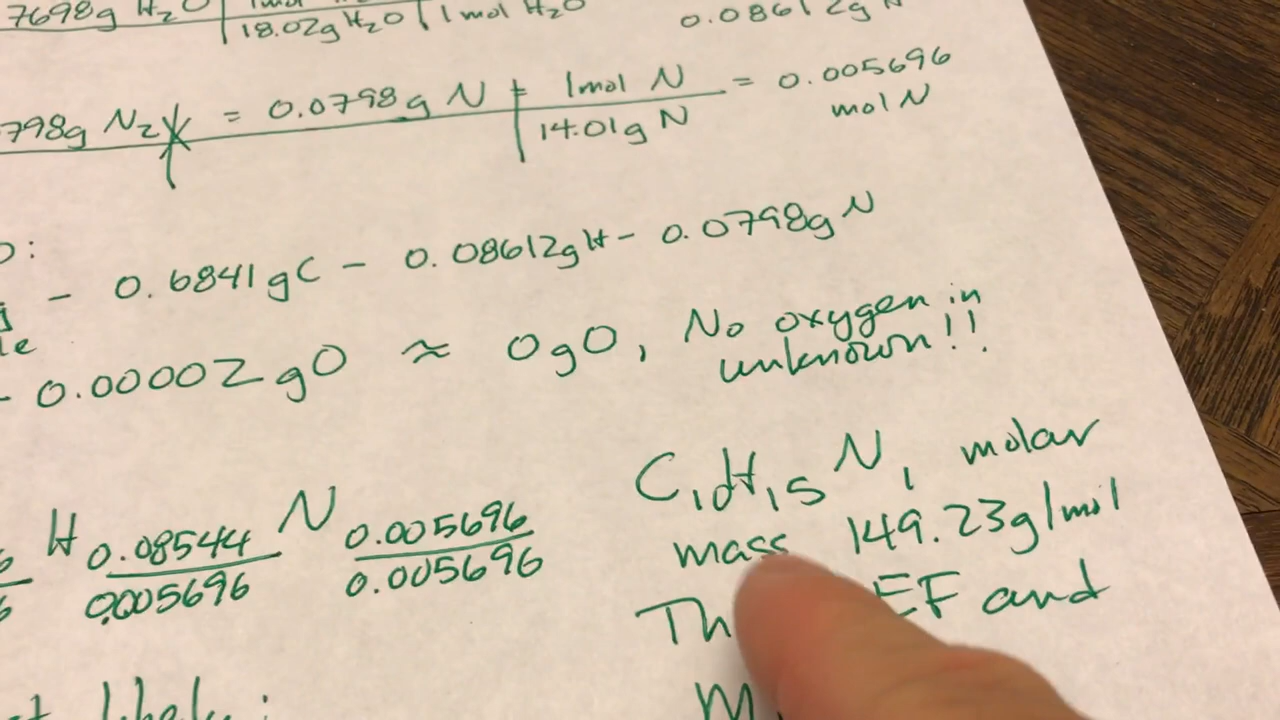 7698g H2O | 1mol | 
18.02g H2O | 1 mol H2O
0.08612g H
798g N2 = 0.0798g N | 1mol N = 0.005696
14.01g N mol N
O:
- 0.6841gC - 0.08612gH - 0.0798gN
0.00002gO ≈ 0gO, No oxygen in
unknown!!
H 0.08544 N 0.005696
0.005696 0.005696
C10H15N, molar
mass 149.23g/mol
EF and